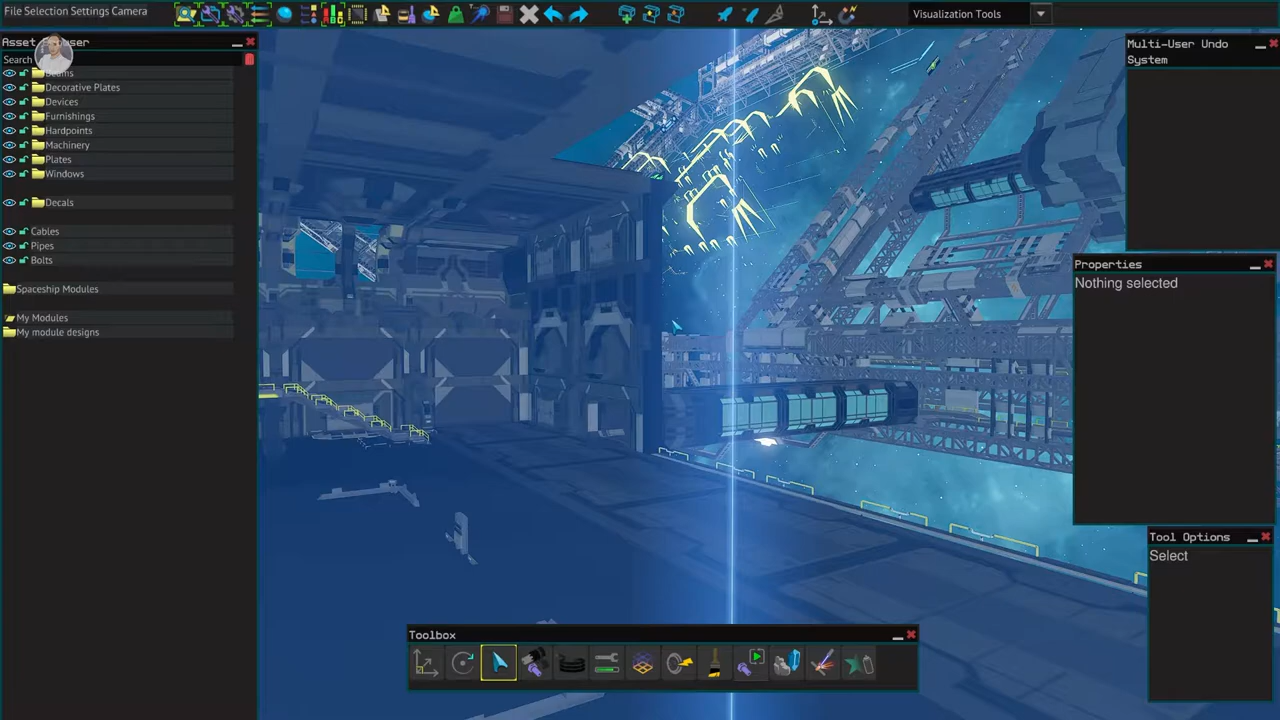 File Selection Settings Camera
Visualization Tools
Search
Beams
Decorative Plates
Devices
Furnishings
Hardpoints
Machinery
Plates
Windows
Decals
Cables
Pipes
Bolts
Spaceship Modules
My Modules
My module designs
Multi-User Undo
System
Properties
Nothing selected
Tool Options
Select
Toolbox